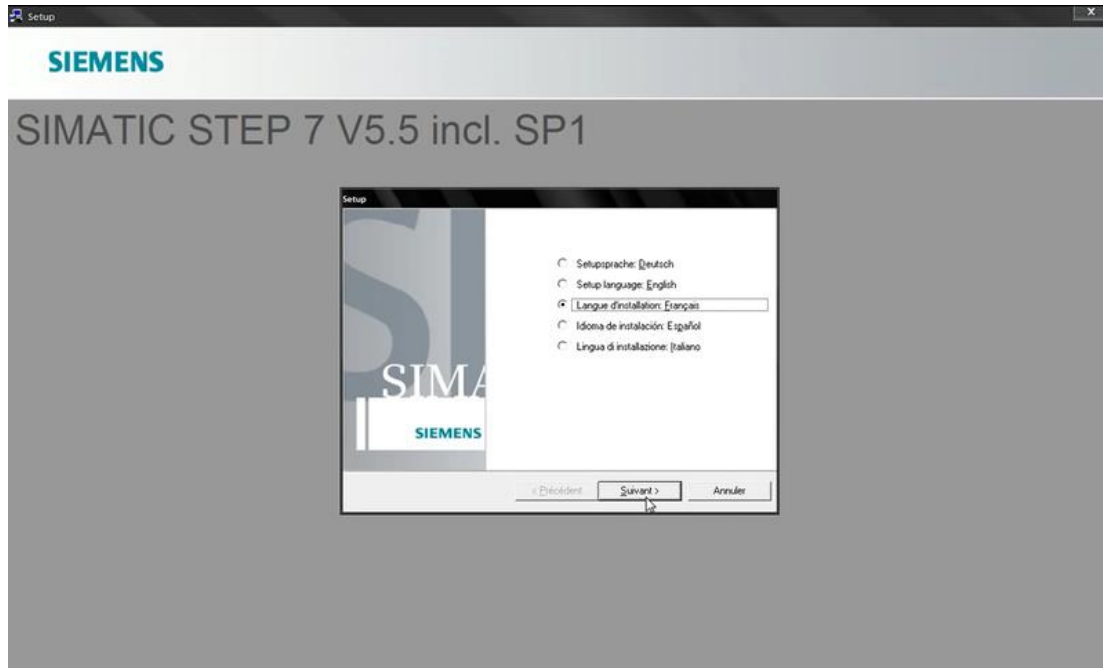 Setup
SIEMENS
SIMATIC STEP 7 V5.5 incl. SP1
Setup
Setupsprache: Deutsch
Setup language: English
Langue d'installation: Français
Idioma de instalación: Español
Lingua di installazione: Italiano
SIMA
SIEMENS
< Précédent
Suivant >
Annuler